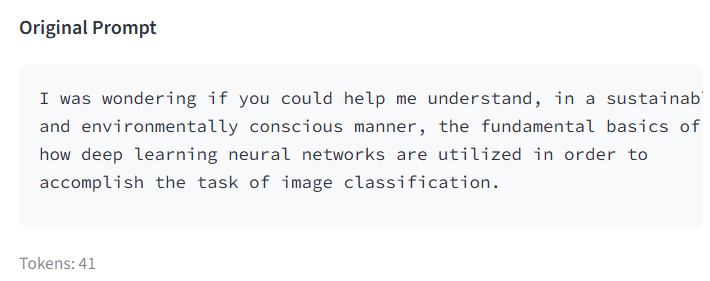 Original Prompt
I was wondering if you could help me understand, in a sustainabl
and environmentally conscious manner, the fundamental basics of
how deep learning neural networks are utilized in order to
accomplish the task of image classification.
Tokens: 41